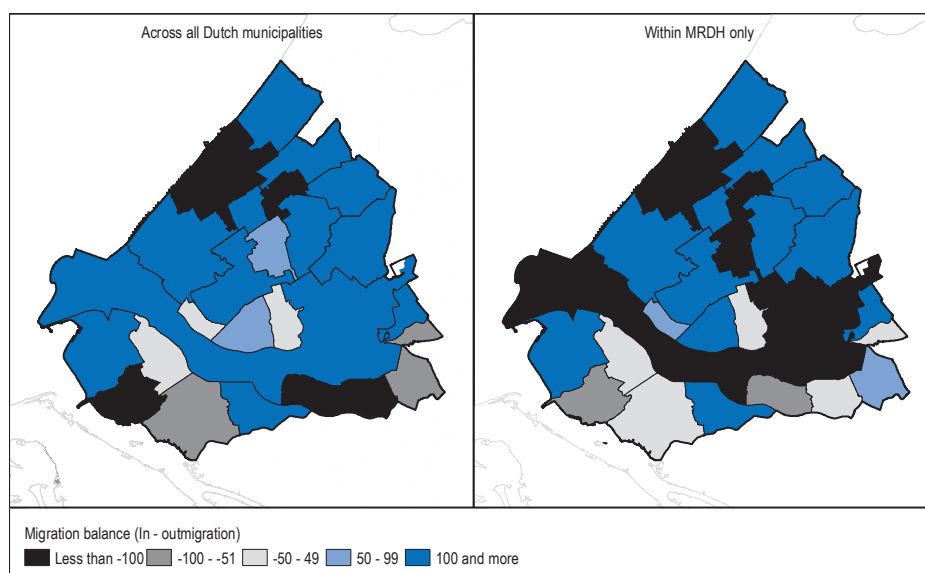 Across all Dutch municipalities
Within MRDH only
Migration balance (In - outmigration)
Less than -100
-100 - -51
-50 - 49
50 - 99
100 and more